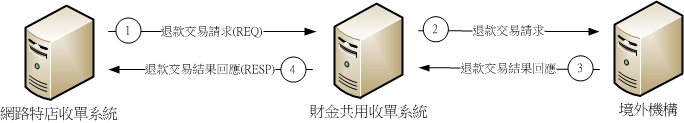 1 退款交易請求(REQ)
2 退款交易請求
退款交易結果回應(RESP) 4
退款交易結果回應 3
網路特店收單系統
財金共用收單系統
境外機構